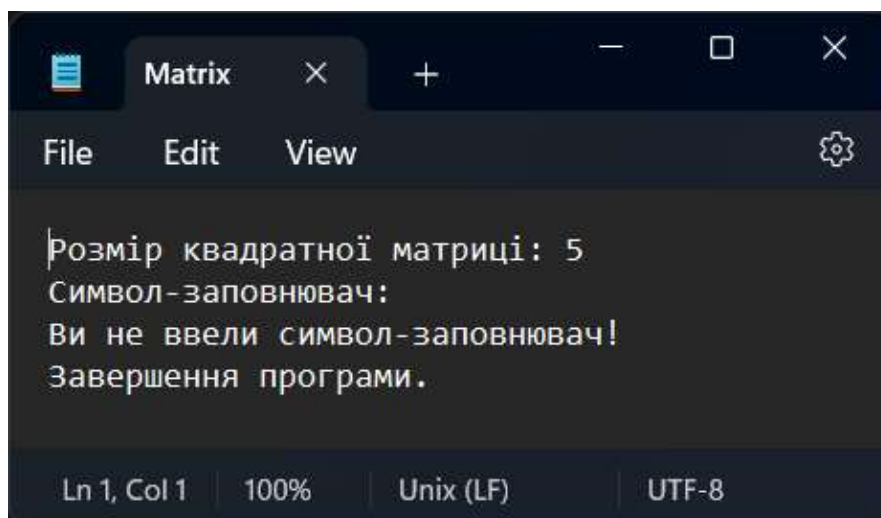 Matrix
File Edit View
Розмір квадратної матриці: 5
Символ-заповнювач:
Ви не ввели символ-заповнювач!
Завершення програми.
Ln 1, Col 1 100% Unix (LF) UTF-8